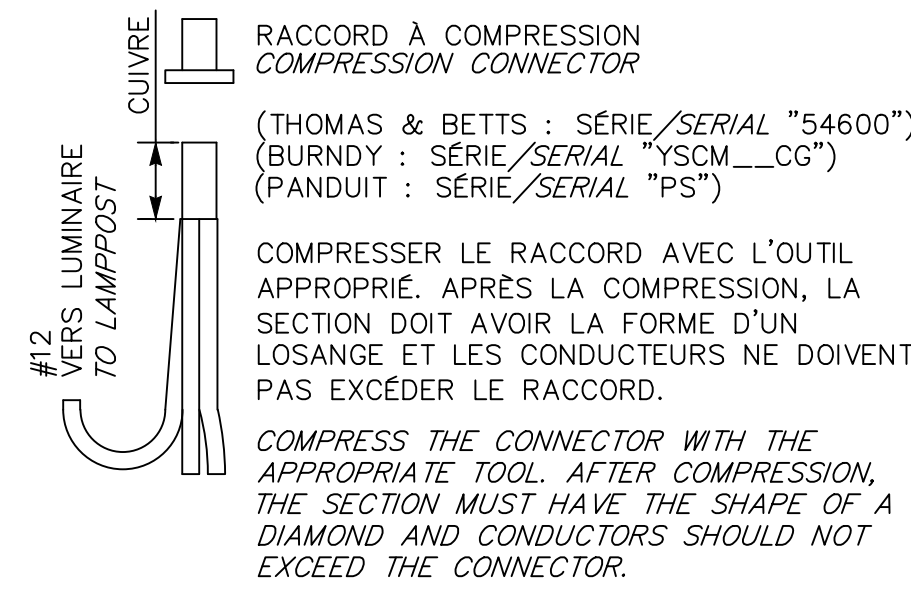 CUIVRE
#12
VERS LUMINAIRE
TO LAMPPOST
RACCORD À COMPRESSION
COMPRESSION CONNECTOR
(THOMAS & BETTS : SÉRIE/SERIAL "54600")
(BURNDY : SÉRIE/SERIAL "YSCM__CG")
(PANDUIT : SÉRIE/SERIAL "PS")
COMPRESSER LE RACCORD AVEC L'OUTIL
APPROPRIÉ. APRÈS LA COMPRESSION, LA
SECTION DOIT AVOIR LA FORME D'UN
LOSANGE ET LES CONDUCTEURS NE DOIVENT
PAS EXCÉDER LE RACCORD.
COMPRESS THE CONNECTOR WITH THE
APPROPRIATE TOOL. AFTER COMPRESSION,
THE SECTION MUST HAVE THE SHAPE OF A
DIAMOND AND CONDUCTORS SHOULD NOT
EXCEED THE CONNECTOR.